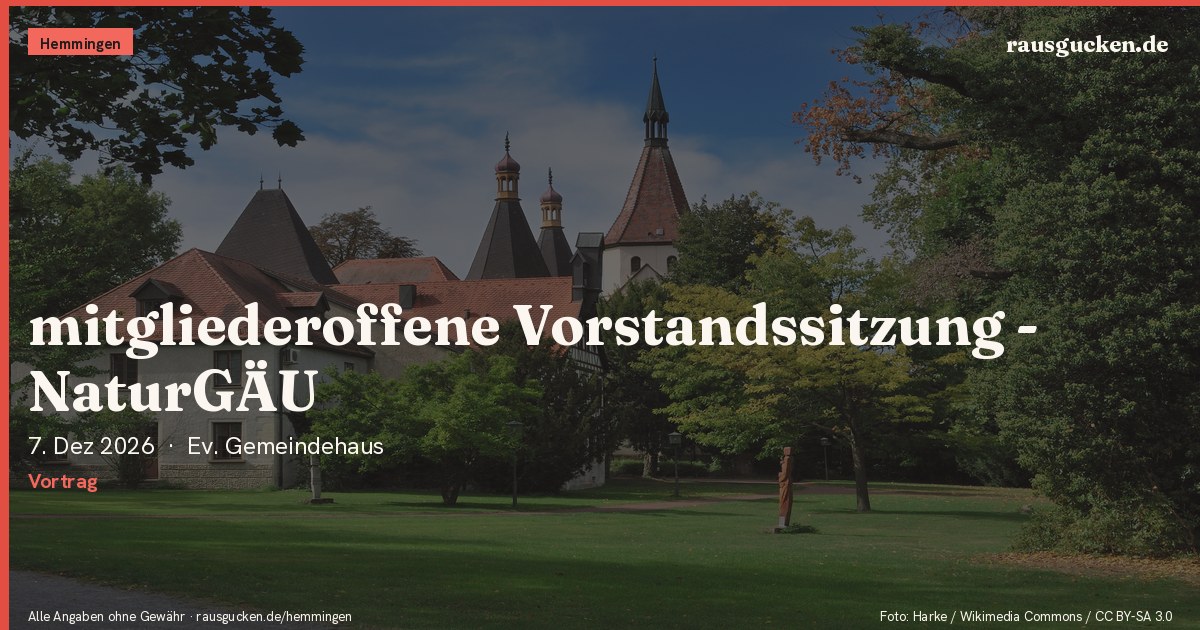 Hemmingen
rausgucken.de
mitgliederoffene Vorstandssitzung -
NaturGÄU
7. Dez 2026 · Ev. Gemeindehaus
Vortrag
Alle Angaben ohne Gewähr · rausgucken.de/hemmingen
Foto: Harke / Wikimedia Commons / CC BY-SA 3.0